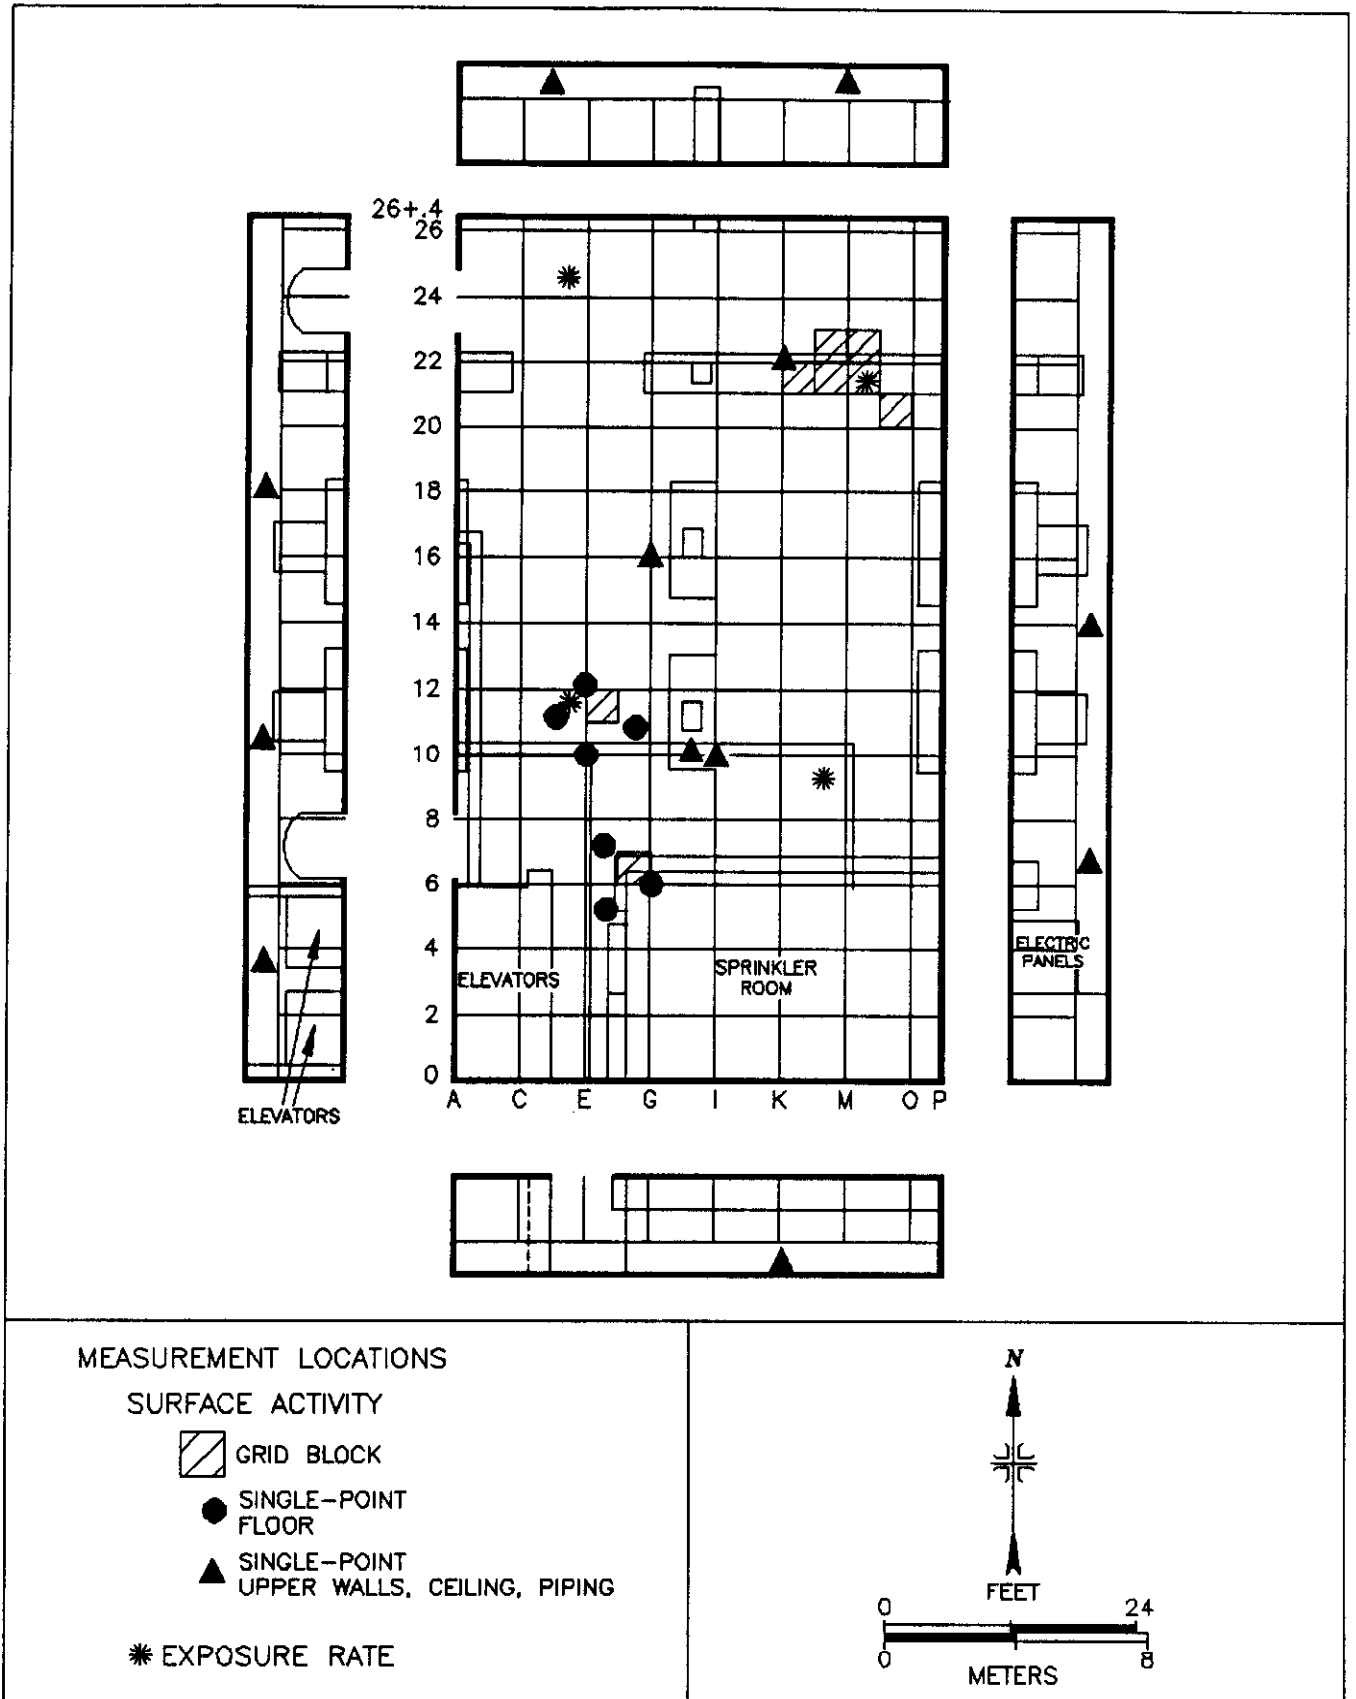 26+.4
26
24
22
20
18
16
14
12
10
8
6
4
2
0
A C E G I K M O P
ELEVATORS
SPRINKLER
ROOM
ELECTRIC
PANELS
ELEVATORS
MEASUREMENT LOCATIONS
SURFACE ACTIVITY
GRID BLOCK
SINGLE-POINT
FLOOR
SINGLE-POINT
UPPER WALLS, CEILING, PIPING
EXPOSURE RATE
N
FEET
0 24
0 8
METERS